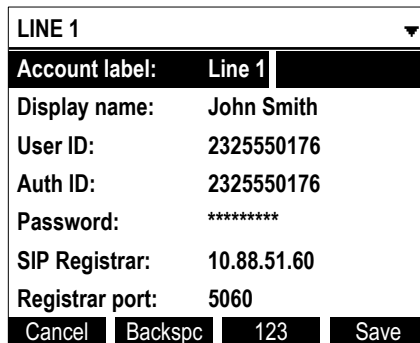 LINE 1
Account label: Line 1
Display name: John Smith
User ID: 2325550176
Auth ID: 2325550176
Password: *********
SIP Registrar: 10.88.51.60
Registrar port: 5060
Cancel Backspc 123 Save